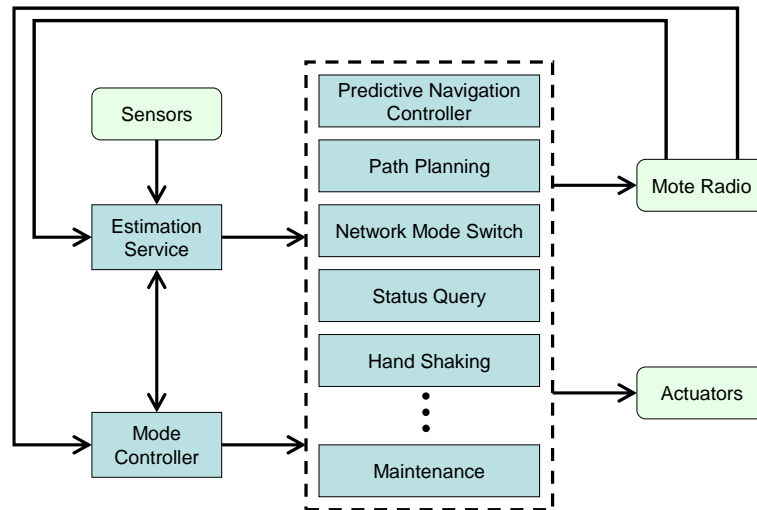 Sensors
Estimation
Service
Mode
Controller
Predictive Navigation
Controller
Path Planning
Network Mode Switch
Status Query
Hand Shaking
Maintenance
Mote Radio
Actuators